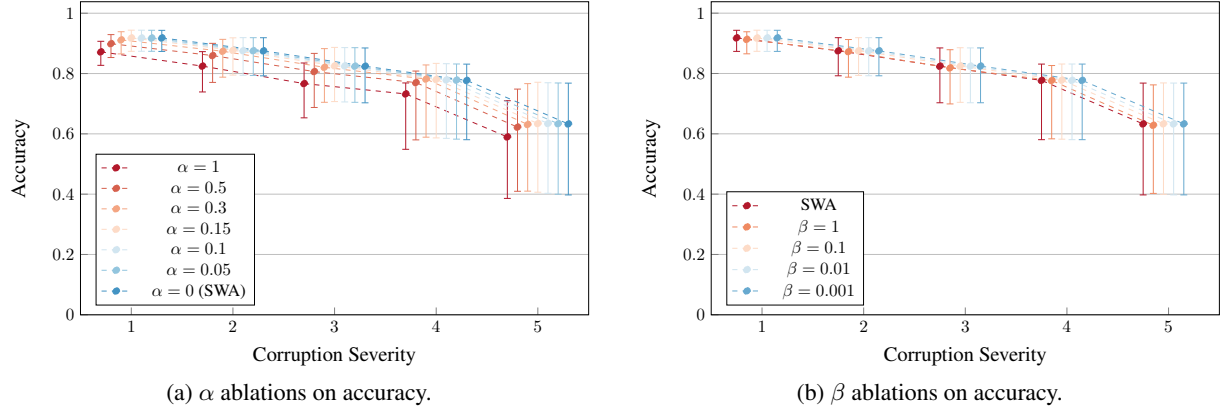 1
0.8
0.6
0.4
0.2
0
Accuracy
α = 1
α = 0.5
α = 0.3
α = 0.15
α = 0.1
α = 0.05
α = 0 (SWA)
1 2 3 4 5
Corruption Severity
(a) α ablations on accuracy.
1
0.8
0.6
0.4
0.2
0
Accuracy
SWA
β = 1
β = 0.1
β = 0.01
β = 0.001
1 2 3 4 5
Corruption Severity
(b) β ablations on accuracy.